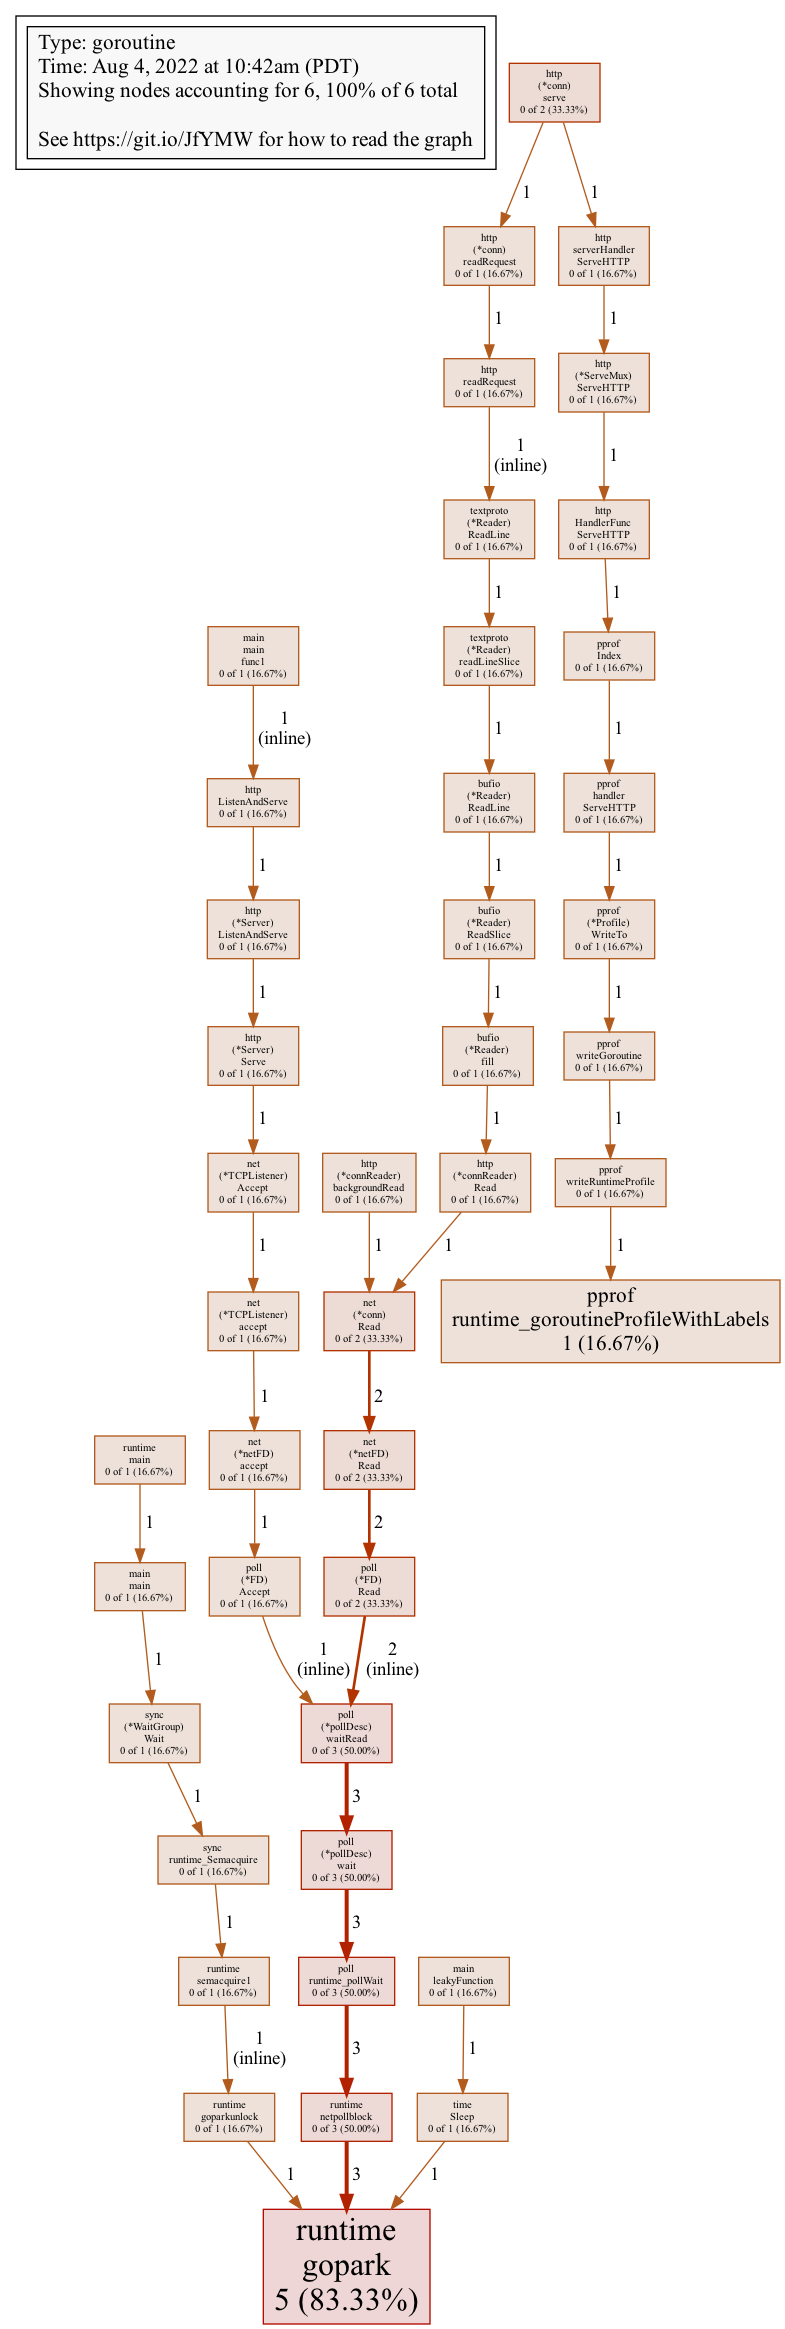 Type: goroutine
Time: Aug 4, 2022 at 10:42am (PDT)
Showing nodes accounting for 6, 100% of 6 total
See https://git.io/JfYMW for how to read the graph
http
(*conn)
serve
0 of 2 (33.33%)
1
1
http
(*conn)
readRequest
0 of 1 (16.67%)
http
serverHandler
ServeHTTP
0 of 1 (16.67%)
1
1
http
readRequest
0 of 1 (16.67%)
http
(*ServeMux)
ServeHTTP
0 of 1 (16.67%)
1
(inline)
1
textproto
(*Reader)
ReadLine
0 of 1 (16.67%)
http
HandlerFunc
ServeHTTP
0 of 1 (16.67%)
1
1
main
main
func1
0 of 1 (16.67%)
textproto
(*Reader)
readLineSlice
0 of 1 (16.67%)
pprof
Index
0 of 1 (16.67%)
1
(inline)
1
1
http
ListenAndServe
0 of 1 (16.67%)
bufio
(*Reader)
ReadLine
0 of 1 (16.67%)
pprof
handler
ServeHTTP
0 of 1 (16.67%)
1
1
1
http
(*Server)
ListenAndServe
0 of 1 (16.67%)
bufio
(*Reader)
ReadSlice
0 of 1 (16.67%)
pprof
(*Profile)
WriteTo
0 of 1 (16.67%)
1
1
1
http
(*Server)
Serve
0 of 1 (16.67%)
bufio
(*Reader)
fill
0 of 1 (16.67%)
pprof
writeGoroutine
0 of 1 (16.67%)
1
1
1
net
(*TCPListener)
Accept
0 of 1 (16.67%)
http
(*connReader)
backgroundRead
0 of 1 (16.67%)
http
(*connReader)
Read
0 of 1 (16.67%)
pprof
writeRuntimeProfile
0 of 1 (16.67%)
1
1
1
1
net
(*TCPListener)
accept
0 of 1 (16.67%)
net
(*conn)
Read
0 of 2 (33.33%)
pprof
runtime_goroutineProfileWithLabels
1 (16.67%)
1
2
runtime
main
0 of 1 (16.67%)
net
(*netFD)
accept
0 of 1 (16.67%)
net
(*netFD)
Read
0 of 2 (33.33%)
1
1
2
main
main
0 of 1 (16.67%)
poll
(*FD)
Accept
0 of 1 (16.67%)
poll
(*FD)
Read
0 of 2 (33.33%)
1
1
(inline)
2
(inline)
sync
(*WaitGroup)
Wait
0 of 1 (16.67%)
poll
(*pollDesc)
waitRead
0 of 3 (50.00%)
1
3
sync
runtime_Semacquire
0 of 1 (16.67%)
poll
(*pollDesc)
wait
0 of 3 (50.00%)
1
3
runtime
semacquire1
0 of 1 (16.67%)
poll
runtime_pollWait
0 of 3 (50.00%)
main
leakyFunction
0 of 1 (16.67%)
1
(inline)
3
1
runtime
goparkunlock
0 of 1 (16.67%)
runtime
netpollblock
0 of 3 (50.00%)
time
Sleep
0 of 1 (16.67%)
1
3
1
runtime
gopark
5 (83.33%)